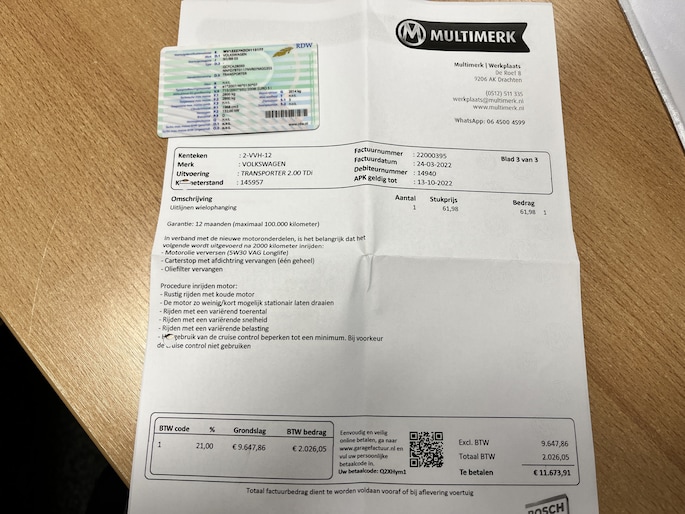 RDW
VOLKSWAGEN
TRANSPORTER
MULTIMERK
Multimerk | Werkplaats
De Roef 8
9206 AK Drachten
(0512) 511 335
werkplaats@multimerk.nl
www.multimerk.nl
WhatsApp: 06 4500 4599
Kenteken : 2-VVH-12 Factuurnummer : 22000395 Blad 3 van 3
Merk : VOLKSWAGEN Factuurdatum : 24-03-2022
Uitvoering : TRANSPORTER 2.00 TDI Debiteurnummer : 14940
Kilometerstand : 145957 APK geldig tot : 13-10-2022
Omschrijving Aantal Stukprijs Bedrag
Uitlijnen wielophanging 1 61,98 61,98 1
Garantie: 12 maanden (maximaal 100.000 kilometer)
In verband met de nieuwe motoronderdelen, is het belangrijk dat het
volgende wordt uitgevoerd na 2000 kilometer inrijden:
- Motorolie verversen (5W30 VAG Longlife)
- Carterstop met afdichtring vervangen (één geheel)
- Oliefilter vervangen
Procedure inrijden motor:
- Rustig rijden met koude motor
- De motor zo weinig/kort mogelijk stationair laten draaien
- Rijden met een variërend toerental
- Rijden met een variërende snelheid
- Rijden met een variërende belasting
- Het gebruik van de cruise control beperken tot een minimum. Bij voorkeur
de cruise control niet gebruiken
BTW code % Grondslag BTW bedrag
1 21,00 € 9.647,86 € 2.026,05
Eenvoudig en veilig
online betalen, ga naar
www.garagefactuur.nl en
vul uw persoonlijke
betaalcode in.
Uw betaalcode: Q2XHym1
Excl. BTW 9.647,86
Totaal BTW 2.026,05
Te betalen € 11.673,91
Totaal factuurbedrag dient te worden voldaan vooraf of bij aflevering voertuig
BOSCH